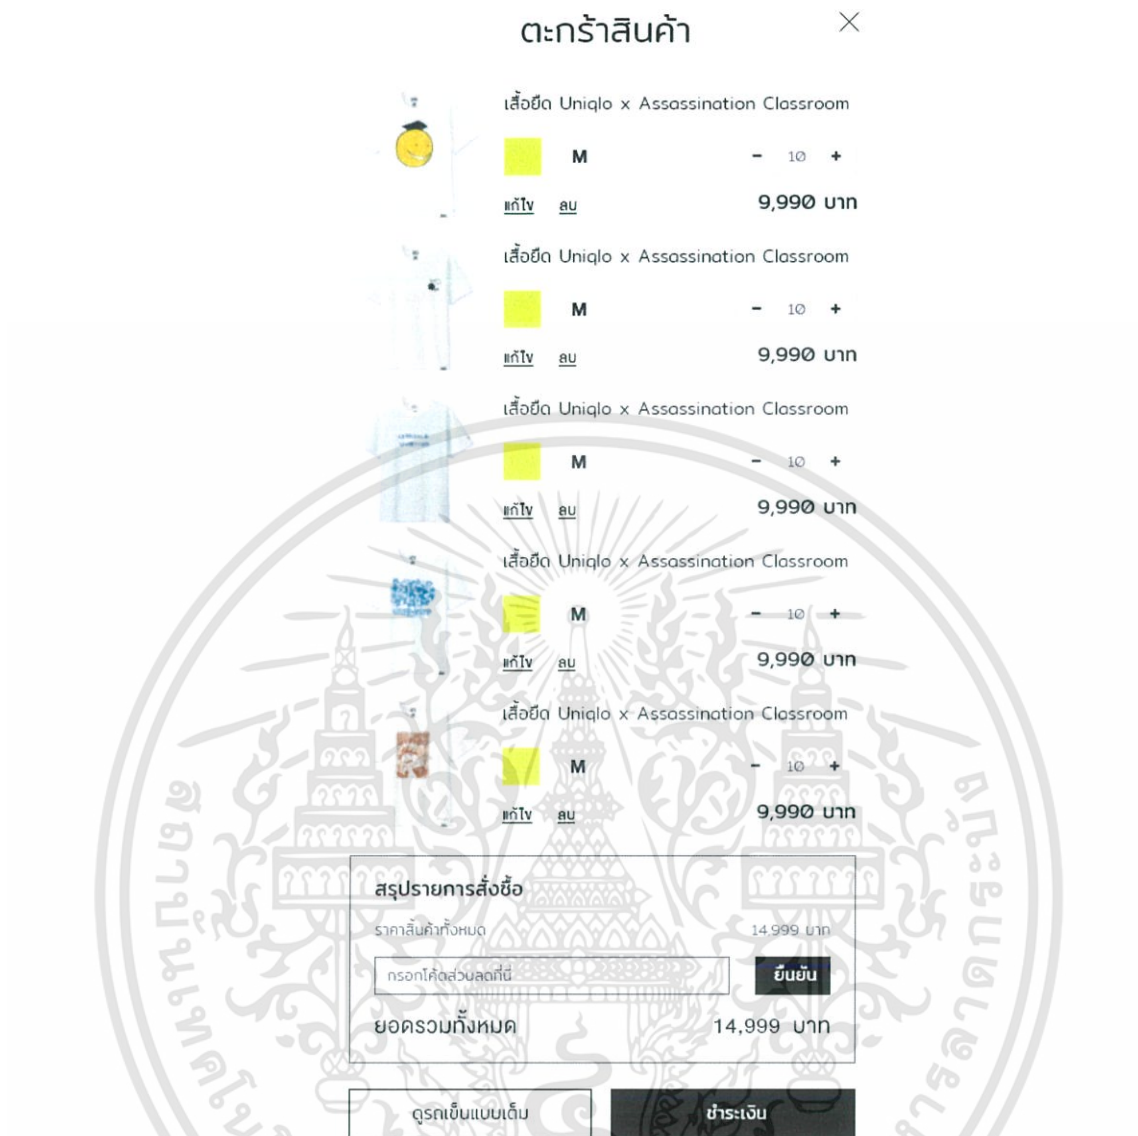 ตะกร้าสินค้า
เสื้อยืด Uniqlo x Assassination Classroom
M - 10 +
แก้ไข ลบ 9,990 บาท
เสื้อยืด Uniqlo x Assassination Classroom
M - 10 +
แก้ไข ลบ 9,990 บาท
เสื้อยืด Uniqlo x Assassination Classroom
M - 10 +
แก้ไข ลบ 9,990 บาท
เสื้อยืด Uniqlo x Assassination Classroom
M - 10 +
แก้ไข ลบ 9,990 บาท
เสื้อยืด Uniqlo x Assassination Classroom
M - 10 +
แก้ไข ลบ 9,990 บาท
สรุปรายการสั่งซื้อ
ราคาสินค้าทั้งหมด 14,999 บาท
กรอกโค้ดส่วนลดที่นี่ ยืนยัน
ยอดรวมทั้งหมด 14,999 บาท
ดูรถเข็นแบบเต็ม ชำระเงิน